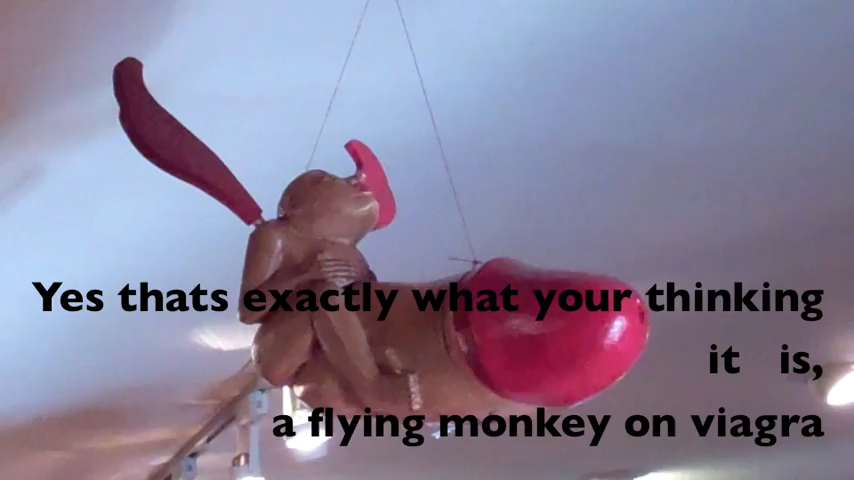 Yes thats exactly what your thinking
it is,
a flying monkey on viagra